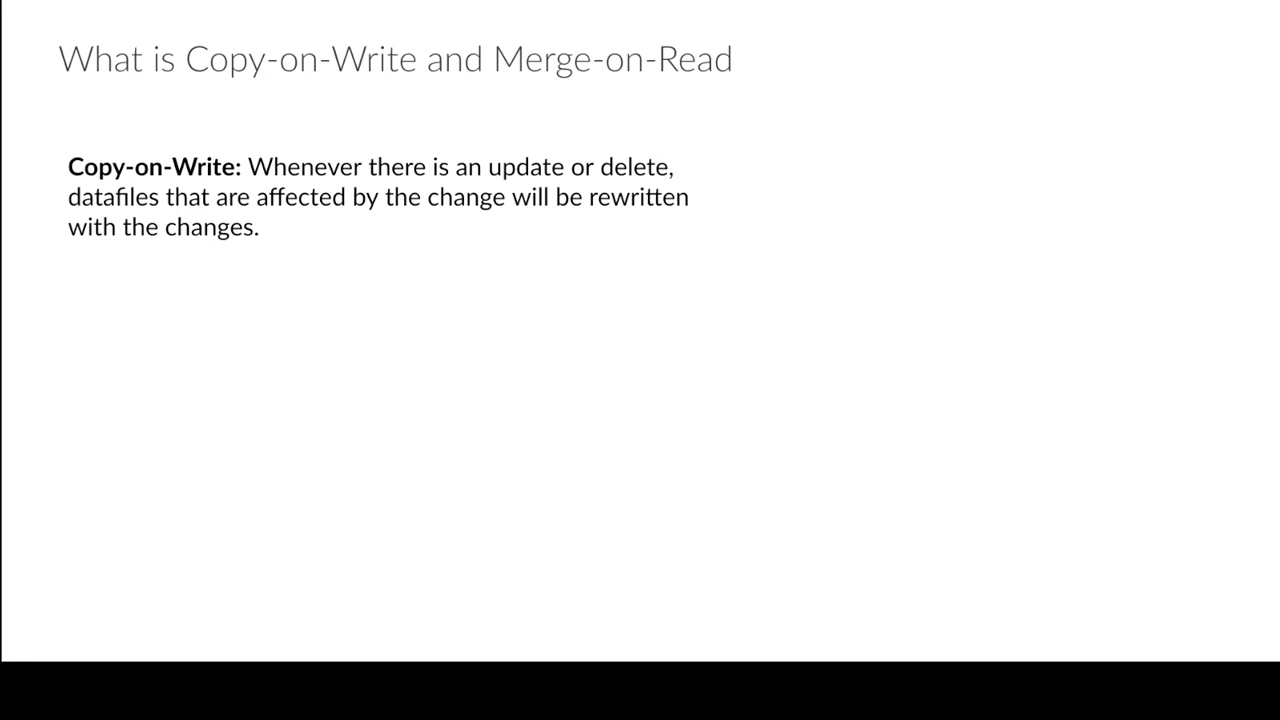 What is Copy-on-Write and Merge-on-Read
Copy-on-Write: Whenever there is an update or delete,
datafiles that are affected by the change will be rewritten
with the changes.